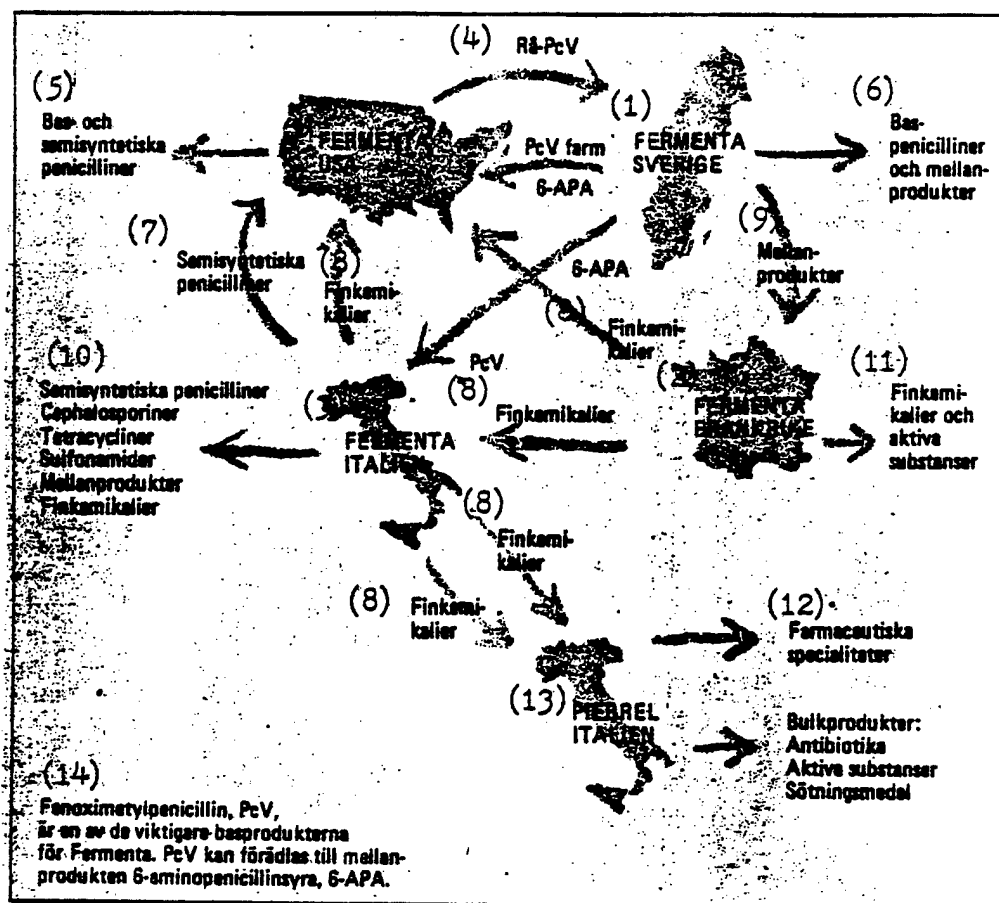 (4) Rå-PcV
(5)
Bas- och
semisyntetiska
penicilliner
FERMENTA
USA
(1)
FERMENTA
SVERIGE
PcV farm
6-APA
(6)
Bas-
penicilliner
och mellan-
produkter
(7)
Semisyntetiska
penicilliner
(8)
Finkemi-
kalier
6-APA
(9)
Mellan-
produkter
Finkemi-
kalier
(10)
Semisyntetiska penicilliner
Cephalosporiner
Tetracycliner
Sulfonamider
Mellanprodukter
Finkemikalier
PcV
(8)
Finkemikalier
FERMENTA
ITALIEN
FERMENTA
FRANKRIKE
(11)
Finkemi-
kalier och
aktiva
substanser
(8)
Finkemi-
kalier
(8)
Finkemi-
kalier
(12)
Farmaceutiska
specialiteter
(13)
PIERREL
ITALIEN
Bulkprodukter:
Antibiotika
Aktiva substanser
Sötningsmedel
(14)
Fenoximetylpenicillin, PcV,
är en av de viktigare basprodukterna
för Fermenta. PcV kan förädlas till mellan-
produkten 6-aminopenicillinsyra, 6-APA.